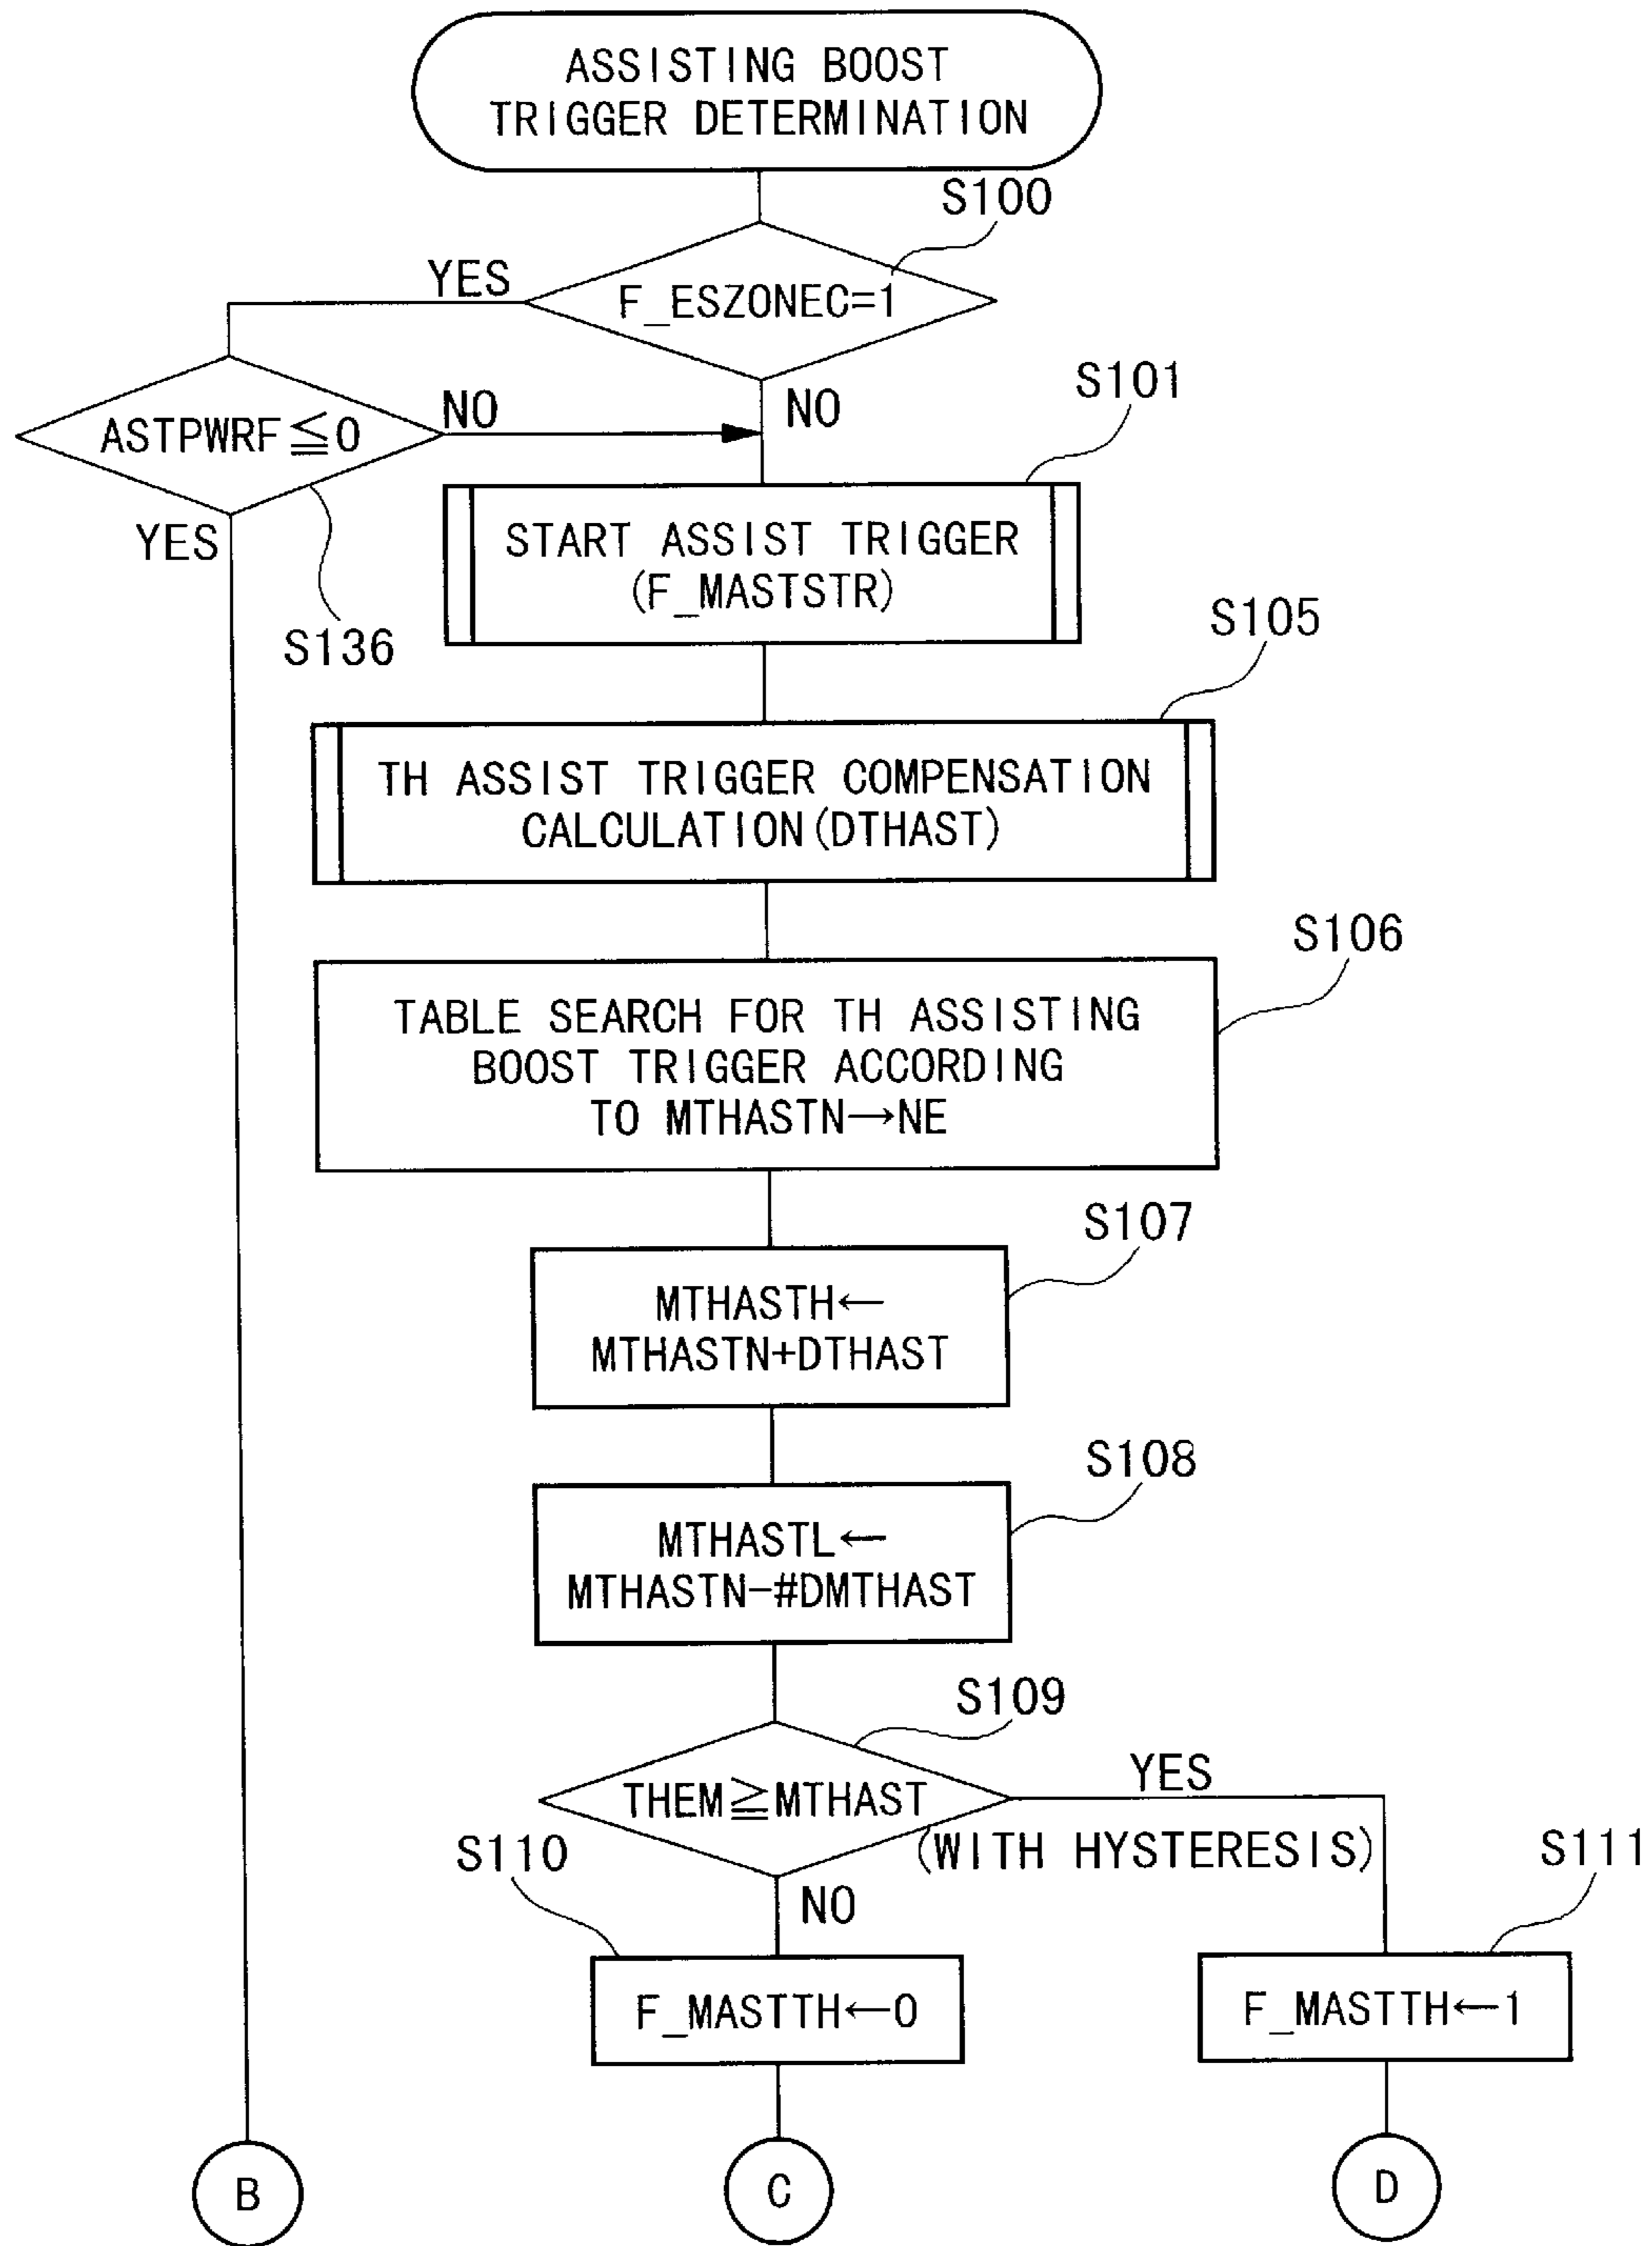 ASSISTING BOOST
TRIGGER DETERMINATION
S100
YES
F_ESZONEC=1
S101
NO
NO
ASTPWRF≦0
START ASSIST TRIGGER
(F_MASTSTR)
YES
S136
S105
TH ASSIST TRIGGER COMPENSATION
CALCULATION(DTHAST)
S106
TABLE SEARCH FOR TH ASSISTING
BOOST TRIGGER ACCORDING
TO MTHASTN→NE
S107
MTHASTH←
MTHASTN+DTHAST
S108
MTHASTL←
MTHASTN-#DMTHAST
S109
YES
THEM≧MTHAST
(WITH HYSTERESIS)
S110
S111
NO
F_MASTTH←0
F_MASTTH←1
B
C
D